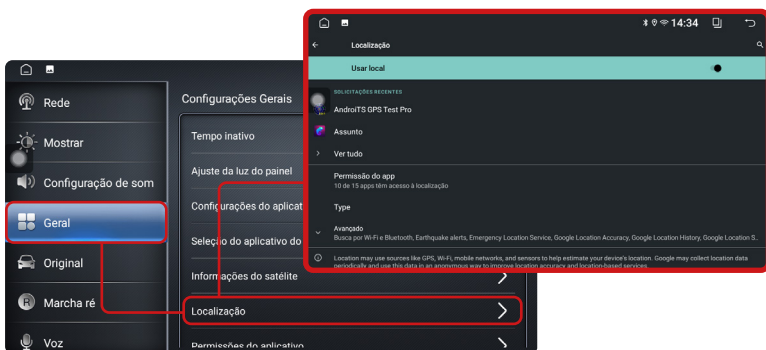 Rede
Mostrar
Configuração de som
Geral
Original
R
Marcha ré
Voz
Configurações Gerais
Tempo inativo
Ajuste da luz do painel
Configurações do aplicat
Seleção do aplicativo do
Informações do satélite
Localização
Permissões do aplicativo
14:34
Localização
Usar local
SOLICITAÇÕES RECENTES
AndroiTS GPS Test Pro
Assunto
Ver tudo
Permissão do app
10 de 15 apps têm acesso à localização
Type
Avançado
Busca por Wi-Fi e Bluetooth, Earthquake alerts, Emergency Location Service, Google Location Accuracy, Google Location History, Google Location S..
Location may use sources like GPS, Wi-Fi, mobile networks, and sensors to help estimate your device's location. Google may collect location data
periodically and use this data in an anonymous way to improve location accuracy and location-based services.